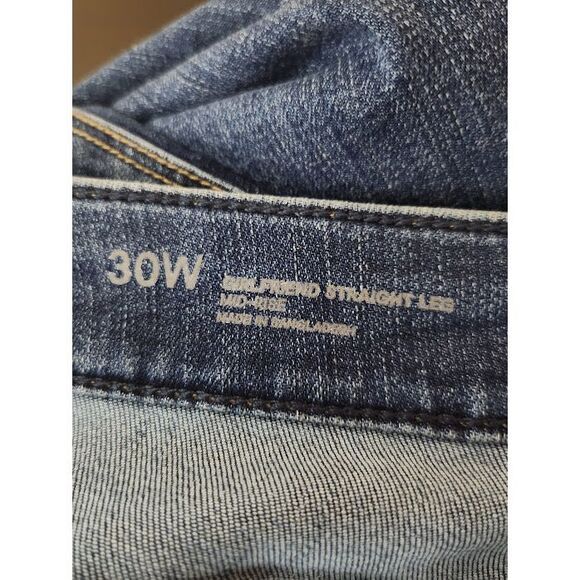 30W
GIRLFRIEND STRAIGHT LEG
MID-RISE
MADE IN BANGLADESH